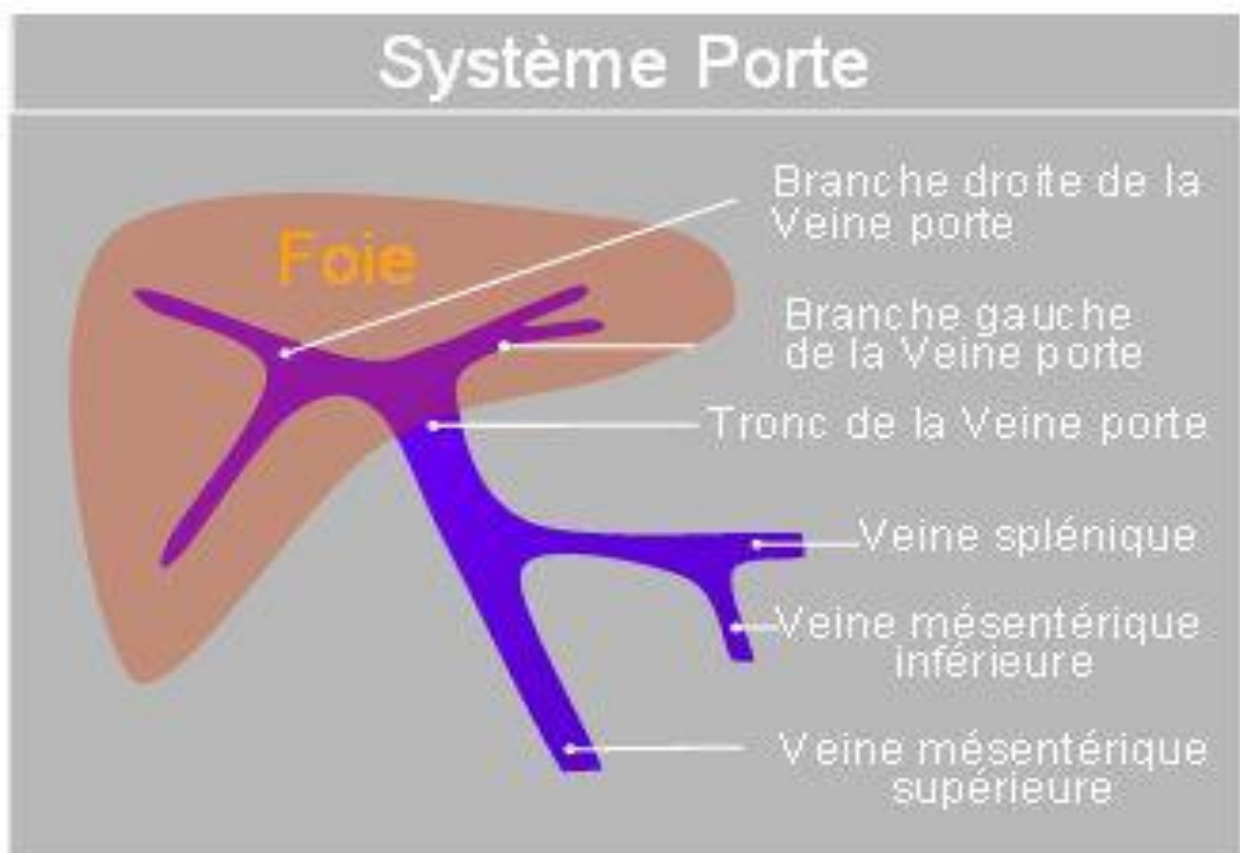 Système Porte
Branche droite de la
Veine porte
Foie
Branche gauche
de la Veine porte
Tronc de la Veine porte
Veine splénique
Veine mésentérique
inférieure
Veine mésentérique
supérieure